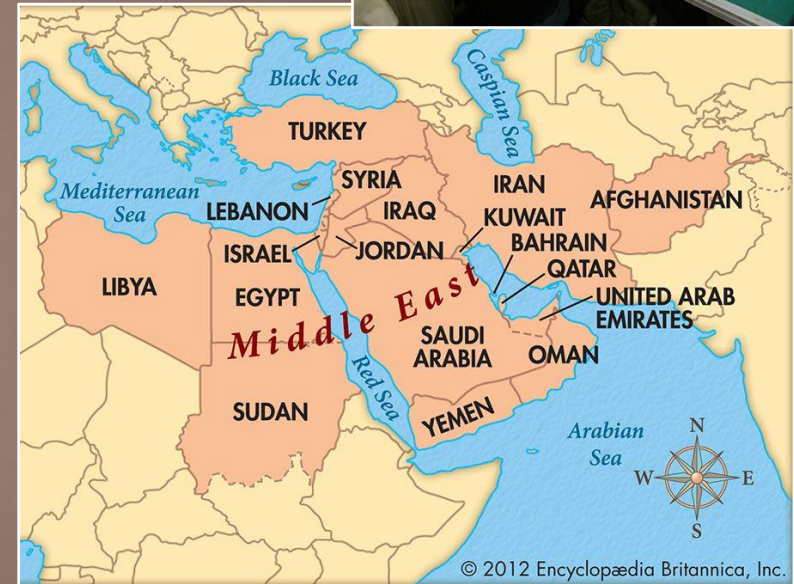 Black Sea
Caspian Sea
TURKEY
Mediterranean
Sea
SYRIA
IRAN
AFGHANISTAN
LEBANON
IRAQ
KUWAIT
ISRAEL
JORDAN
BAHRAIN
QATAR
LIBYA
EGYPT
UNITED ARAB
EMIRATES
Middle East
SAUDI
ARABIA
OMAN
Red Sea
SUDAN
YEMEN
Arabian
Sea
N
W
E
S
© 2012 Encyclopædia Britannica, Inc.